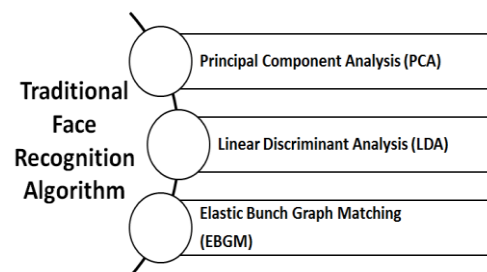 Traditional
Face
Recognition
Algorithm
Principal Component Analysis (PCA)
Linear Discriminant Analysis (LDA)
Elastic Bunch Graph Matching
(EBGM)